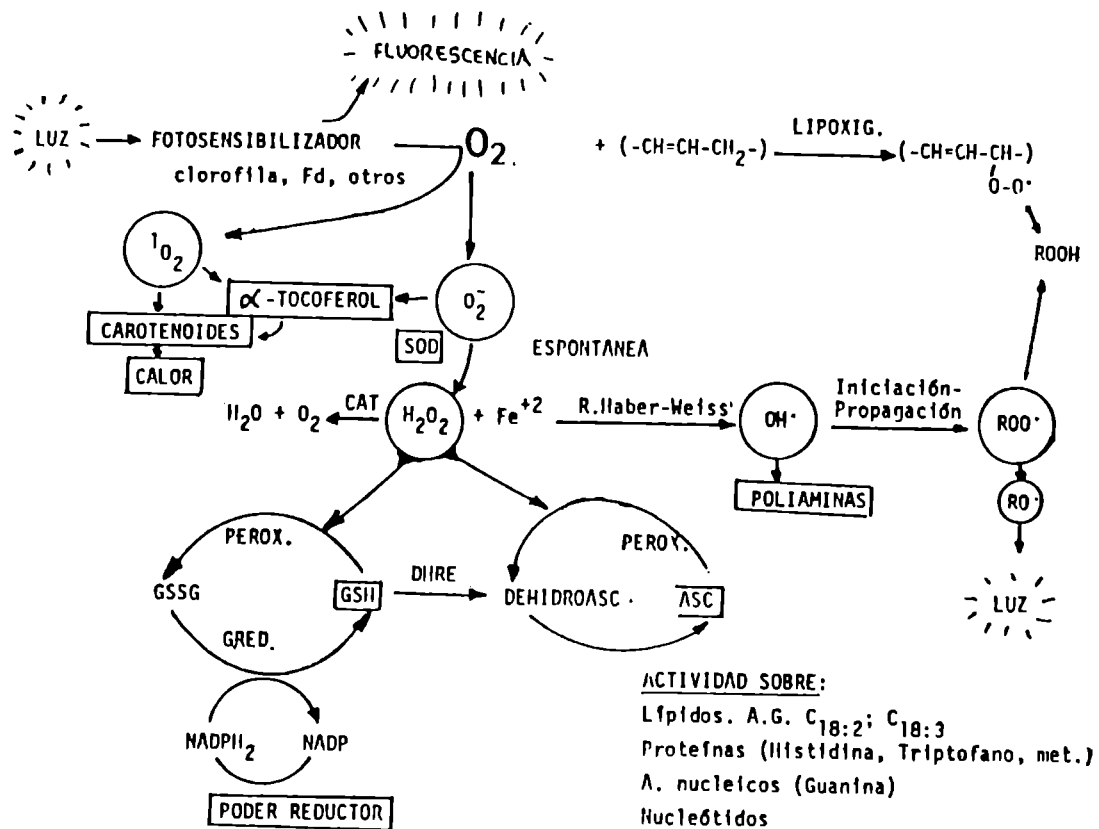 FLUORESCENCIA
LUZ
FOTOSENSIBILIZADOR
clorofila, Fd, otros
O₂.
+ (-CH=CH-CH₂-)
LIPOXIG.
(-CH=CH-CH-)
O-O·
ROOH
¹O₂
α-TOCOFEROL
O₂⁻
CAROTENOIDES
SOD
ESPONTANEA
CALOR
H₂O + O₂
CAT
H₂O₂
+ Fe⁺²
R.Haber-Weiss
OH·
Iniciación-
Propagación
ROO·
POLIAMINAS
RO·
PEROX.
PEROX.
GSSG
GSH
DHRE
DEHIDROASC.
ASC
LUZ
GRED.
NADPH₂
NADP
PODER REDUCTOR
ACTIVIDAD SOBRE:
Lípidos. A.G. C₁₈:₂; C₁₈:₃
Proteínas (Histidina, Triptofano, met.)
A. nucleicos (Guanina)
Nucleótidos